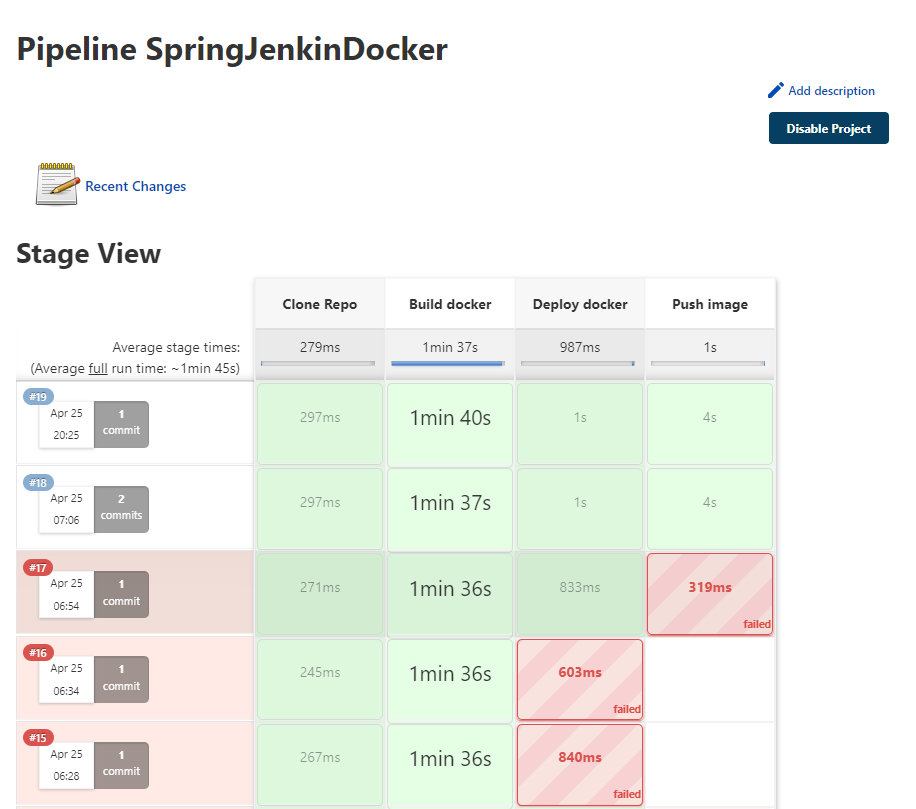 Pipeline SpringJenkinDocker
Add description
Disable Project
Recent Changes
Stage View
Clone Repo Build docker Deploy docker Push image
Average stage times: 279ms 1min 37s 987ms 1s
(Average full run time: ~1min 45s)
#19
Apr 25 20:25 1 commit 297ms 1min 40s 1s 4s
#18
Apr 25 07:06 2 commits 297ms 1min 37s 1s 4s
#17
Apr 25 06:54 1 commit 271ms 1min 36s 833ms 319ms
failed
#16
Apr 25 06:34 1 commit 245ms 1min 36s 603ms
failed
#15
Apr 25 06:28 1 commit 267ms 1min 36s 840ms
failed